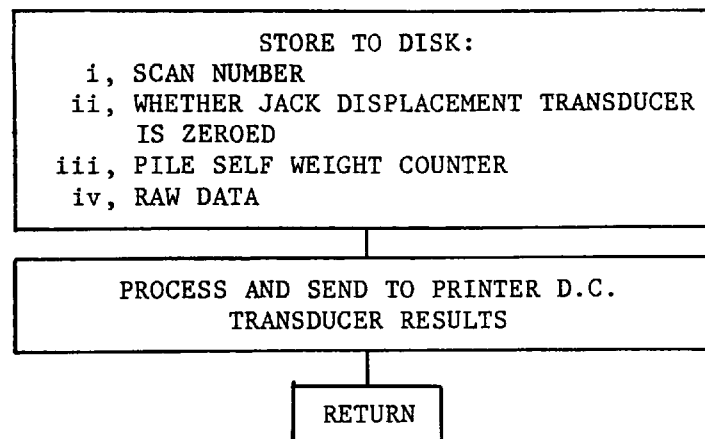 STORE TO DISK:
i, SCAN NUMBER
ii, WHETHER JACK DISPLACEMENT TRANSDUCER
IS ZEROED
iii, PILE SELF WEIGHT COUNTER
iv, RAW DATA
PROCESS AND SEND TO PRINTER D.C.
TRANSDUCER RESULTS
RETURN